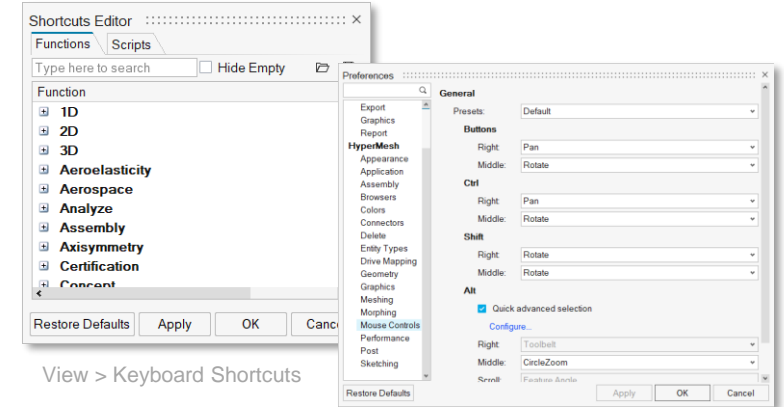 Shortcuts Editor
Functions Scripts
Type here to search Hide Empty
Function
1D
2D
3D
Aeroelasticity
Aerospace
Analyze
Assembly
Axisymmetry
Certification
Concept
Restore Defaults Apply OK Cance
View > Keyboard Shortcuts
Preferences
Export
Graphics
Report
HyperMesh
Appearance
Application
Assembly
Browsers
Colors
Connectors
Delete
Entity Types
Drive Mapping
Geometry
Graphics
Meshing
Morphing
Mouse Controls
Performance
Post
Sketching
General
Presets: Default
Buttons
Right: Pan
Middle: Rotate
Ctrl
Right: Pan
Middle: Rotate
Shift
Right: Rotate
Middle: Rotate
Alt
Quick advanced selection
Configure...
Right: Toolbelt
Middle: CircleZoom
Scroll: Feature Angle
Restore Defaults Apply OK Cancel